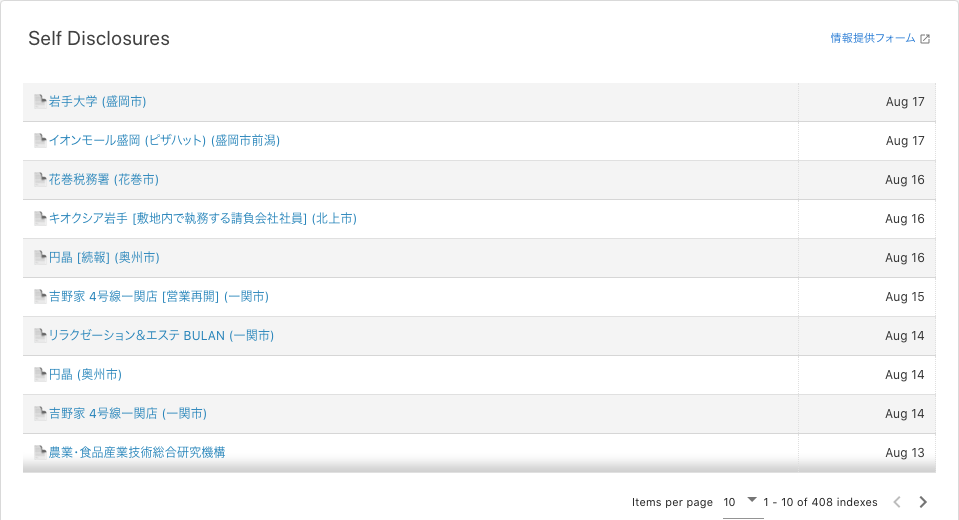 Self Disclosures
情報提供フォーム
岩手大学 (盛岡市) Aug 17
イオンモール盛岡 (ピザハット) (盛岡市前潟) Aug 17
花巻税務署 (花巻市) Aug 16
キオクシア岩手 [敷地内で執務する請負会社社員] (北上市) Aug 16
円晶 [続報] (奥州市) Aug 16
吉野家 4号線一関店 [営業再開] (一関市) Aug 15
リラクゼーション＆エステ BULAN (一関市) Aug 14
円晶 (奥州市) Aug 14
吉野家 4号線一関店 (一関市) Aug 14
農業・食品産業技術総合研究機構 Aug 13
Items per page 10 1 - 10 of 408 indexes